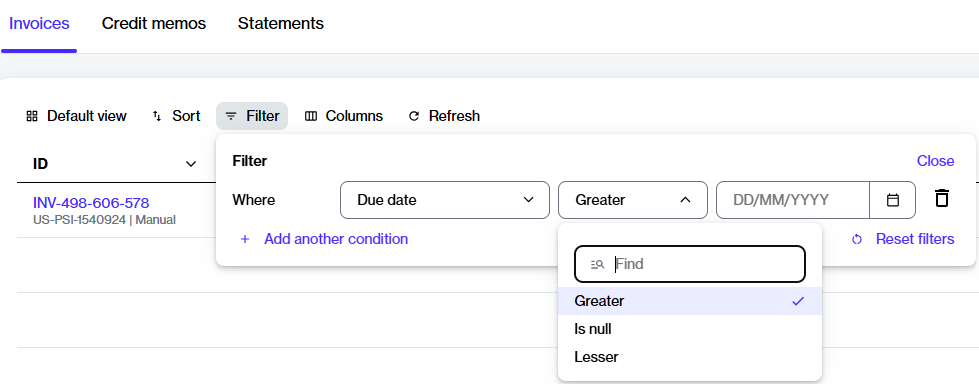 Invoices Credit memos Statements
Default view Sort Filter Columns Refresh
ID
Filter Close
INV-498-606-578
US-PSI-1540924 | Manual
Where Due date Greater DD/MM/YYYY
+ Add another condition Reset filters
Find
Greater
Is null
Lesser